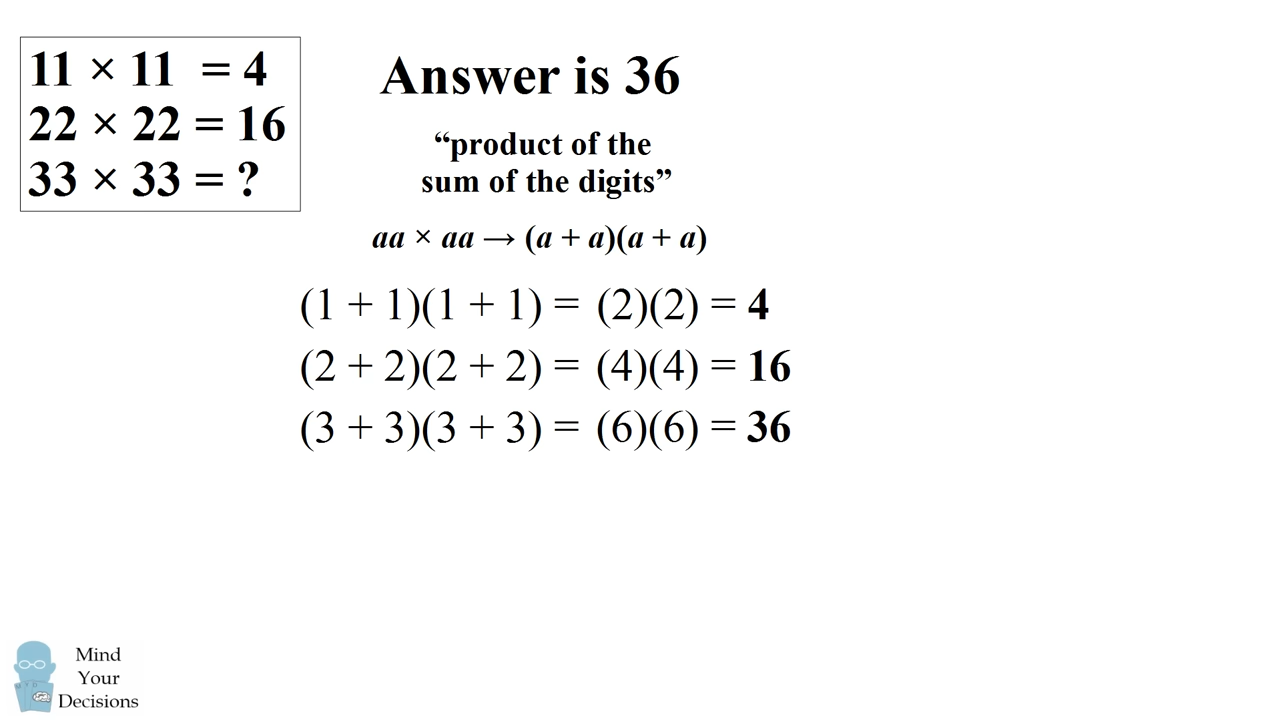 11 × 11 = 4
22 × 22 = 16
33 × 33 = ?
Answer is 36
“product of the
sum of the digits”
aa × aa → (a + a)(a + a)
(1 + 1)(1 + 1) = (2)(2) = 4
(2 + 2)(2 + 2) = (4)(4) = 16
(3 + 3)(3 + 3) = (6)(6) = 36
Mind
Your
Decisions